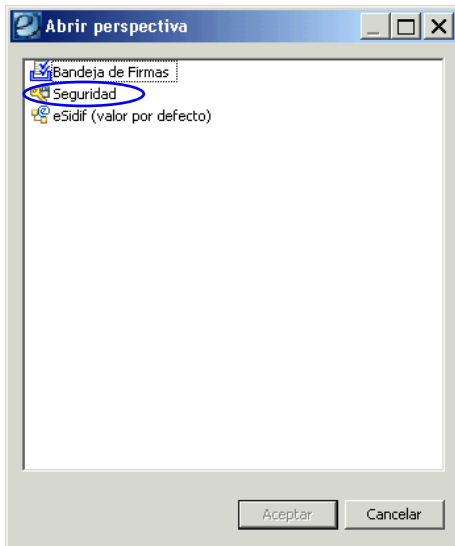 Abrir perspectiva
Bandeja de Firmas
Seguridad
eSidif (valor por defecto)
Aceptar
Cancelar